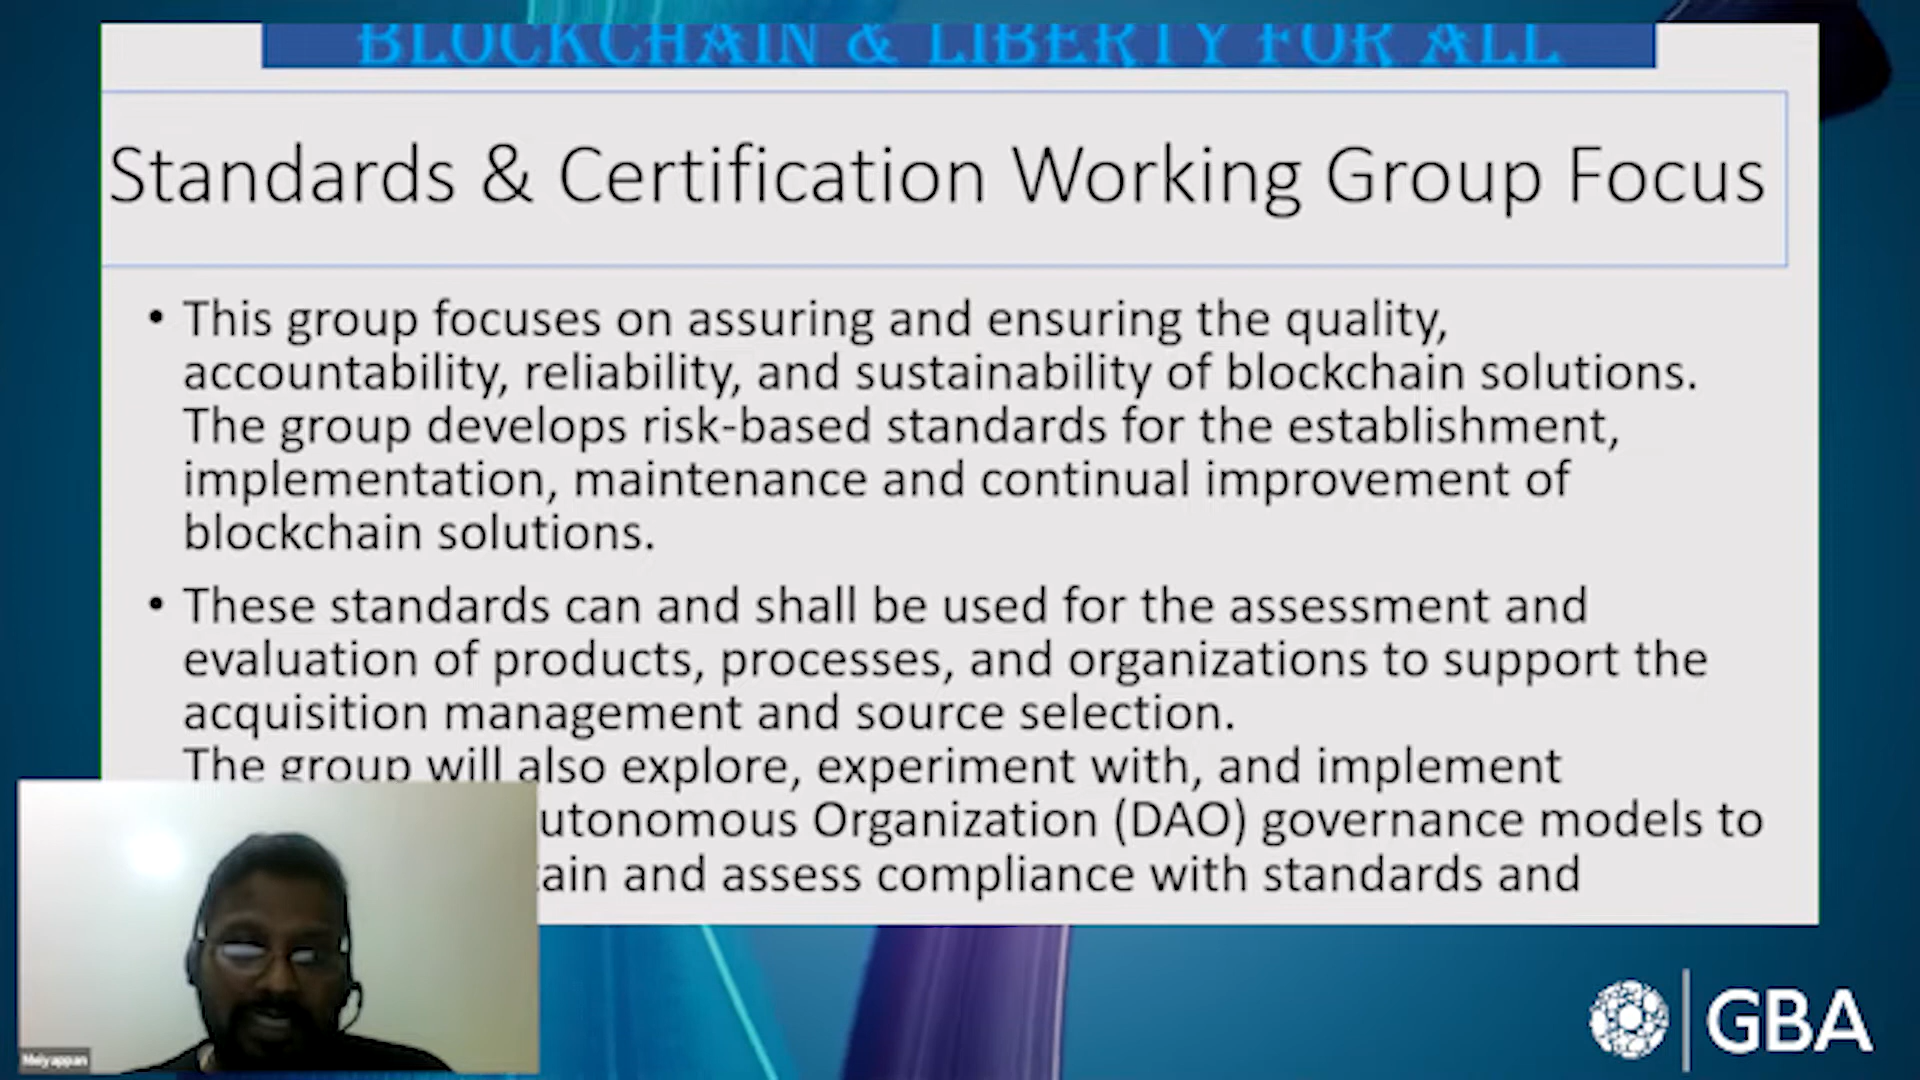 BLOCKCHAIN & LIBERTY FOR ALL
Standards & Certification Working Group Focus
• This group focuses on assuring and ensuring the quality,
accountability, reliability, and sustainability of blockchain solutions.
The group develops risk-based standards for the establishment,
implementation, maintenance and continual improvement of
blockchain solutions.
• These standards can and shall be used for the assessment and
evaluation of products, processes, and organizations to support the
acquisition management and source selection.
The group will also explore, experiment with, and implement
utonomous Organization (DAO) governance models to
tain and assess compliance with standards and
Meiyappan
GBA